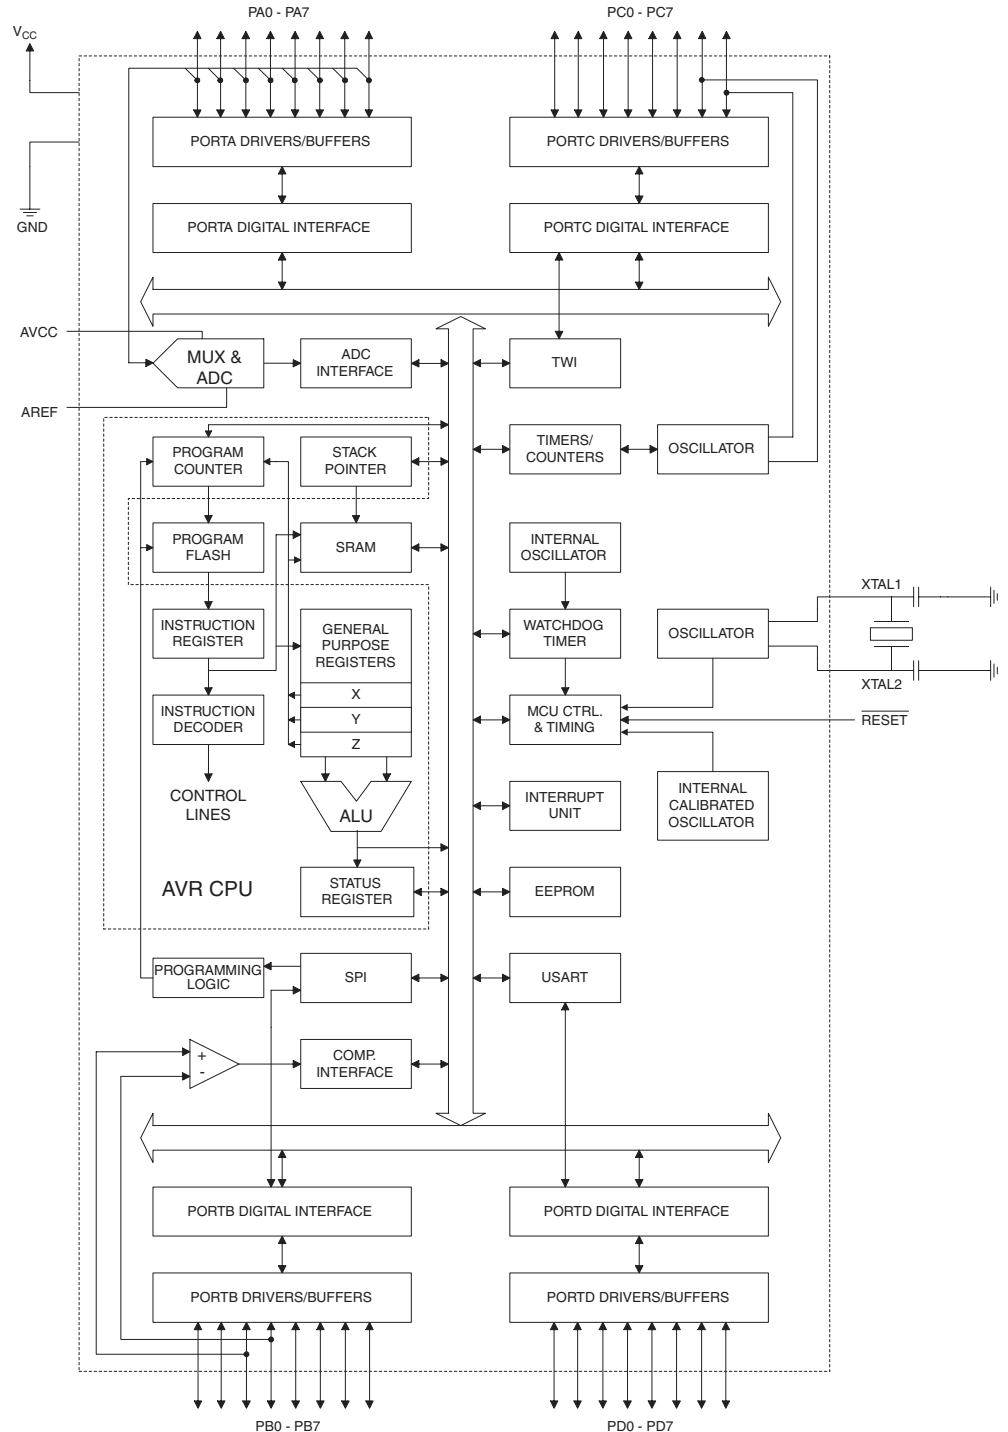 PA0 - PA7
PC0 - PC7
VCC
PORTA DRIVERS/BUFFERS
PORTC DRIVERS/BUFFERS
GND
PORTA DIGITAL INTERFACE
PORTC DIGITAL INTERFACE
AVCC
MUX &
ADC
ADC
INTERFACE
TWI
AREF
PROGRAM
COUNTER
STACK
POINTER
TIMERS/
COUNTERS
OSCILLATOR
PROGRAM
FLASH
SRAM
INTERNAL
OSCILLATOR
XTAL1
INSTRUCTION
REGISTER
GENERAL
PURPOSE
REGISTERS
WATCHDOG
TIMER
OSCILLATOR
XTAL2
X
INSTRUCTION
DECODER
Y
MCU CTRL.
& TIMING
RESET
Z
CONTROL
LINES
ALU
INTERRUPT
UNIT
INTERNAL
CALIBRATED
OSCILLATOR
AVR CPU
STATUS
REGISTER
EEPROM
PROGRAMMING
LOGIC
SPI
USART
+
-
COMP.
INTERFACE
PORTB DIGITAL INTERFACE
PORTD DIGITAL INTERFACE
PORTB DRIVERS/BUFFERS
PORTD DRIVERS/BUFFERS
PB0 - PB7
PD0 - PD7